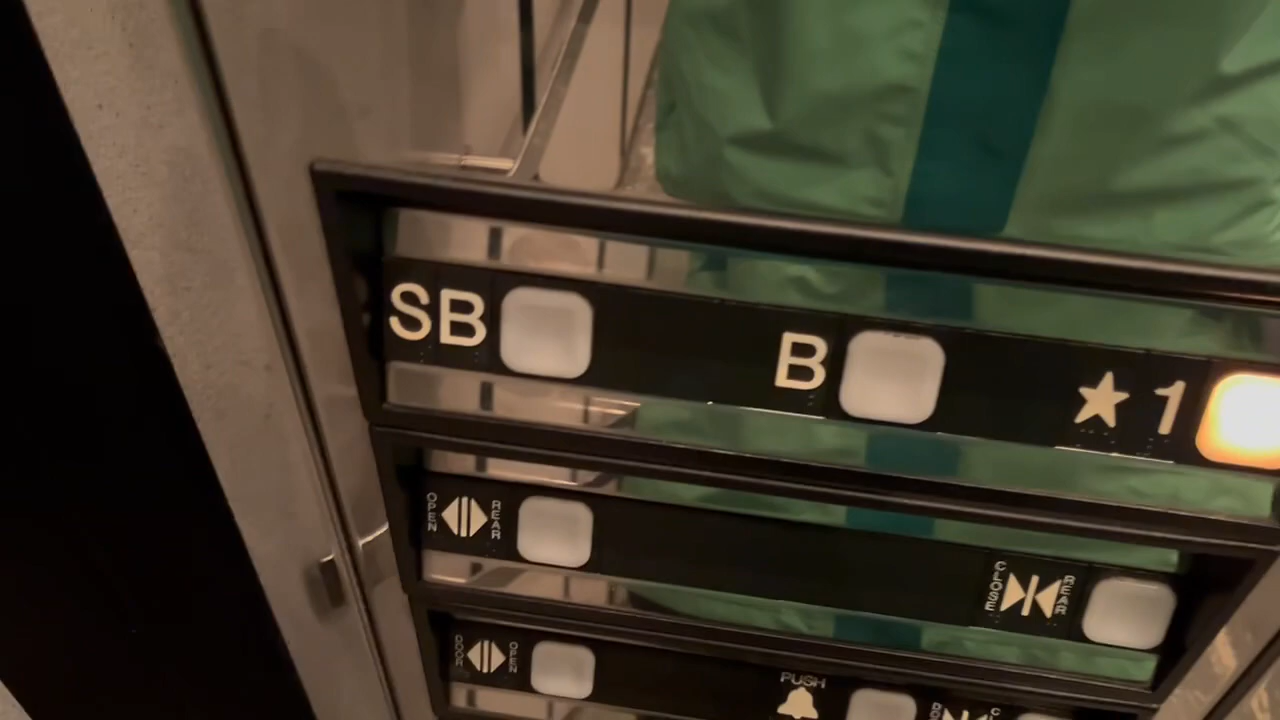 SB B ★1
OPEN REAR CLOSE REAR
DOOR OPEN PUSH